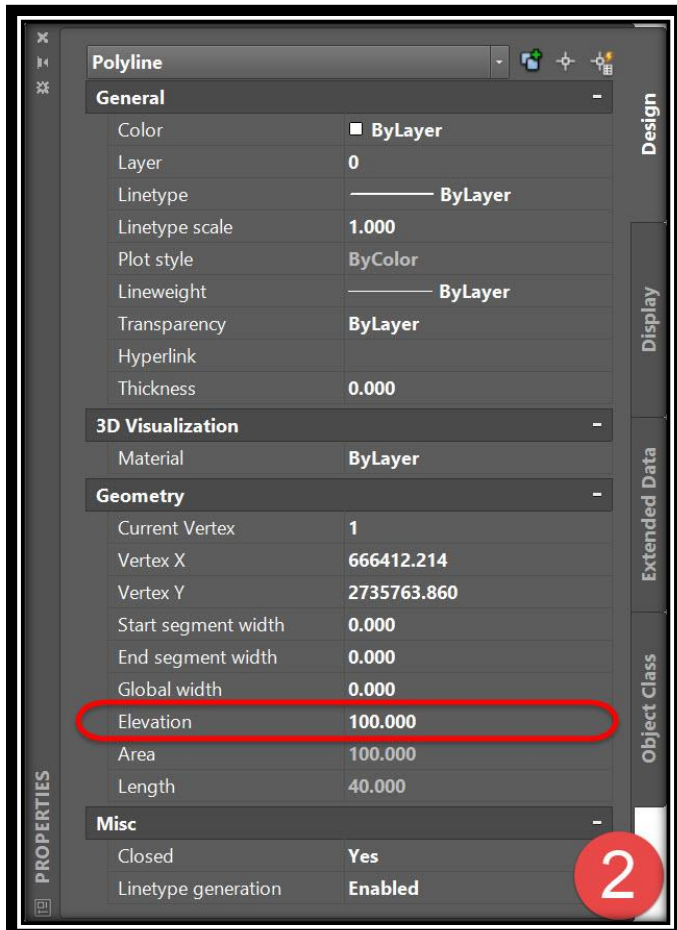 Polyline
General
Color ByLayer
Layer 0
Linetype ByLayer
Linetype scale 1.000
Plot style ByColor
Lineweight ByLayer
Transparency ByLayer
Hyperlink
Thickness 0.000
3D Visualization
Material ByLayer
Geometry
Current Vertex 1
Vertex X 666412.214
Vertex Y 2735763.860
Start segment width 0.000
End segment width 0.000
Global width 0.000
Elevation 100.000
Area 100.000
Length 40.000
Misc
Closed Yes
Linetype generation Enabled
Design
Display
Extended Data
Object Class
PROPERTIES
2